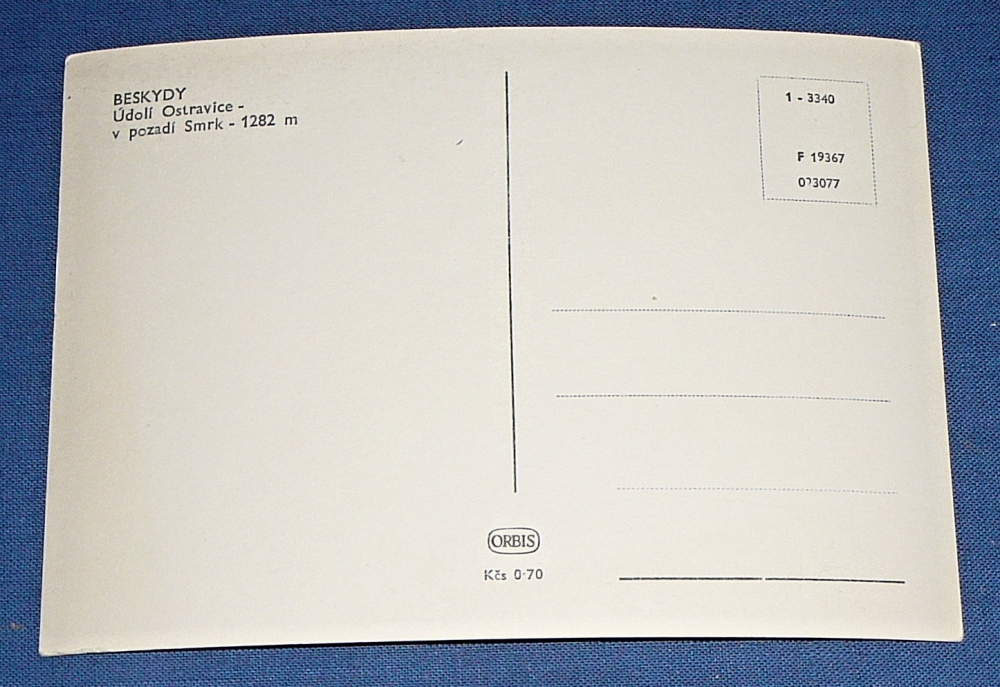 BESKYDY
Údolí Ostravice -
v pozadí Smrk - 1282 m
1 - 3340
F 19367
ORBIS
Kčs 0·70